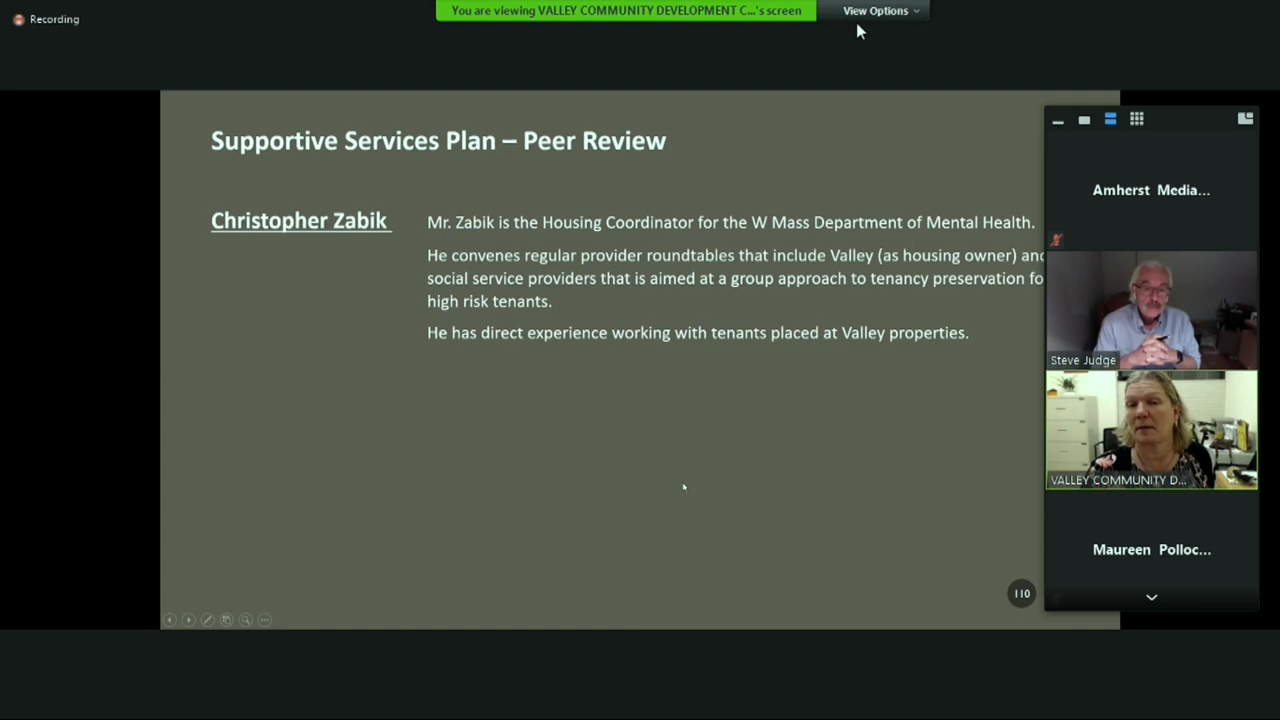 Recording
You are viewing VALLEY COMMUNITY DEVELOPMENT C...'s screen
View Options
Supportive Services Plan – Peer Review
Christopher Zabik
Mr. Zabik is the Housing Coordinator for the W Mass Department of Mental Health.
He convenes regular provider roundtables that include Valley (as housing owner) and
social service providers that is aimed at a group approach to tenancy preservation fo
high risk tenants.
He has direct experience working with tenants placed at Valley properties.
110
Amherst Media...
Steve Judge
VALLEY COMMUNITY D...
Maureen Polloc...